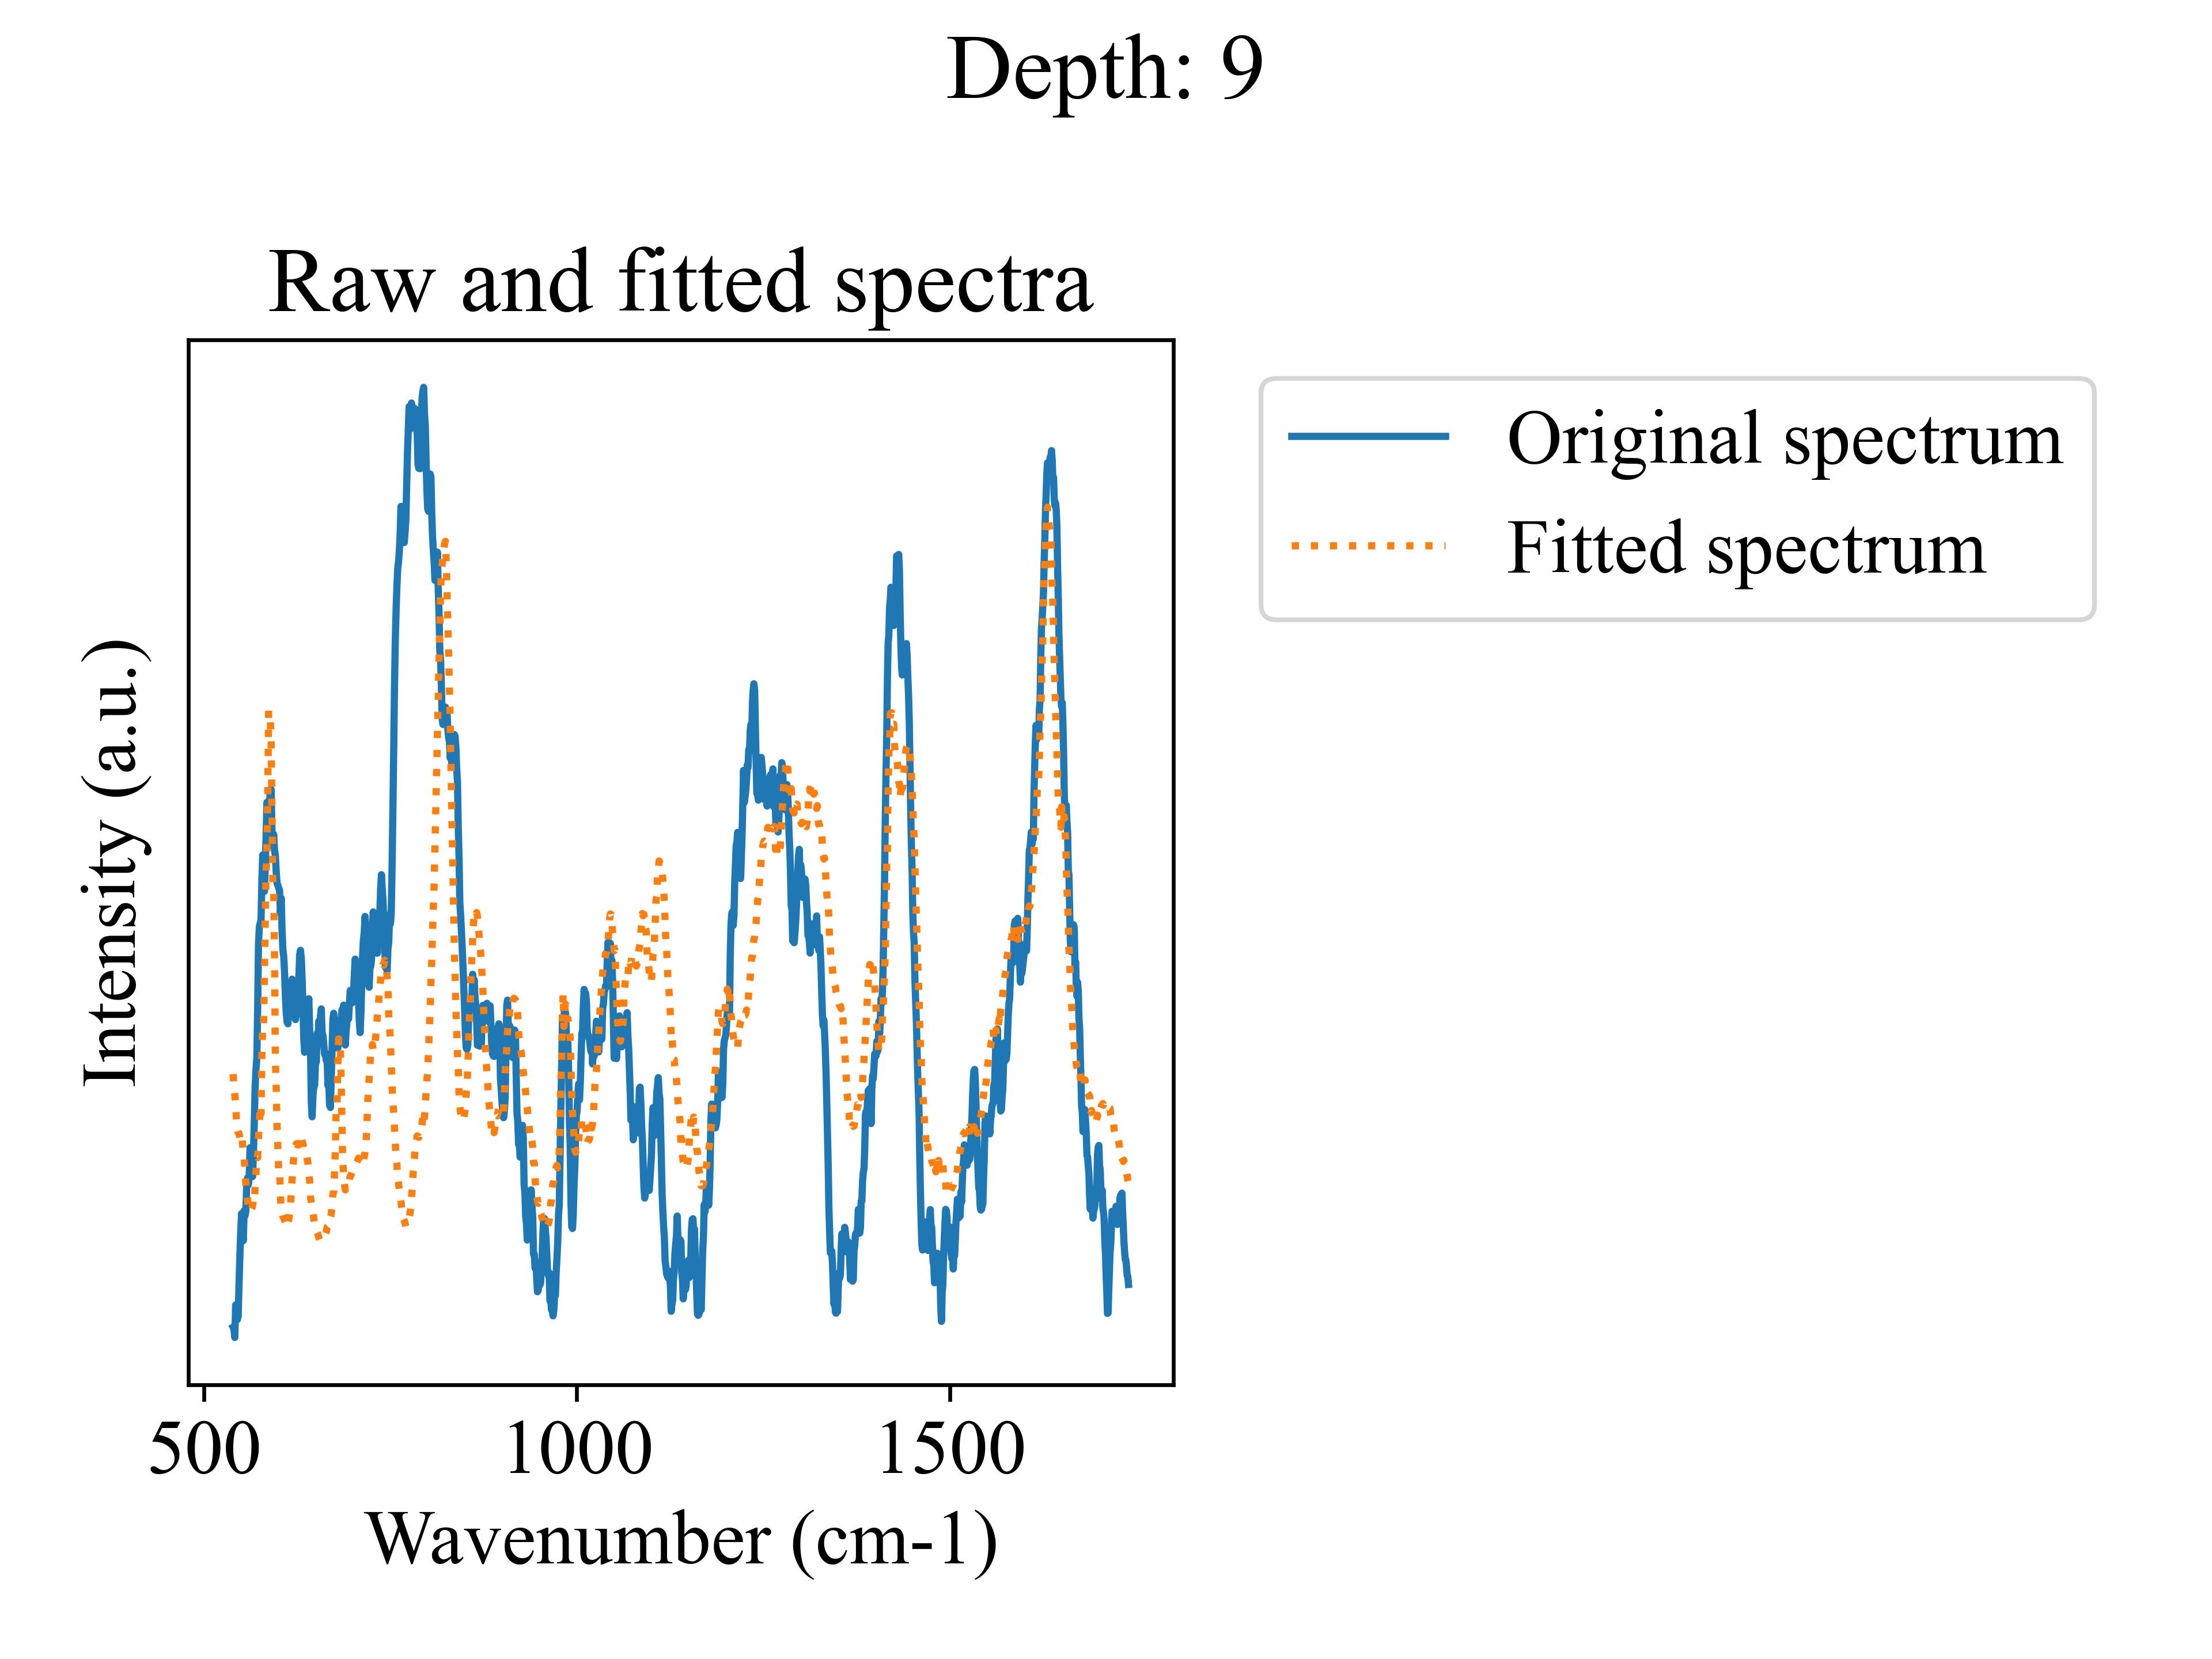 Depth: 9
Raw and fitted spectra
Original spectrum
Fitted spectrum
Intensity (a.u.)
500 1000 1500
Wavenumber (cm-1)